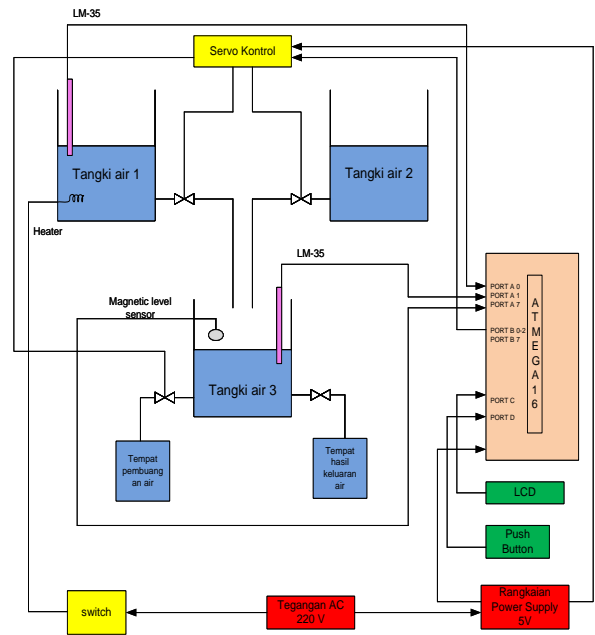 LM-35
Servo Kontrol
Tangki air 1
Tangki air 2
Heater
LM-35
Magnetic level
sensor
PORT A 0
PORT A 1
PORT A 7
PORT B 0-2
PORT B 7
PORT C
PORT D
ATMEGA16
Tangki air 3
Tempat
pembuang
an air
Tempat
hasil
keluaran
air
LCD
Push
Button
switch
Tegangan AC
220 V
Rangkaian
Power Supply
5V